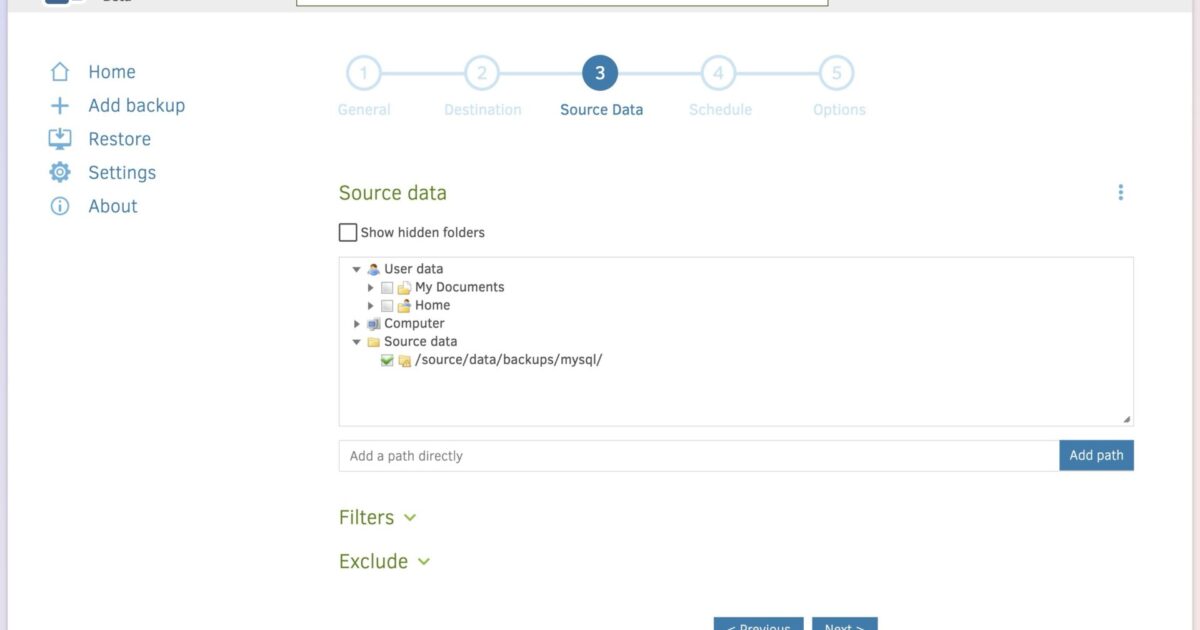 Beta
Home
Add backup
Restore
Settings
About
1
2
3
4
5
General
Destination
Source Data
Schedule
Options
Source data
Show hidden folders
User data
My Documents
Home
Computer
Source data
/source/data/backups/mysql/
Add a path directly
Add path
Filters
Exclude
< Previous
Next >